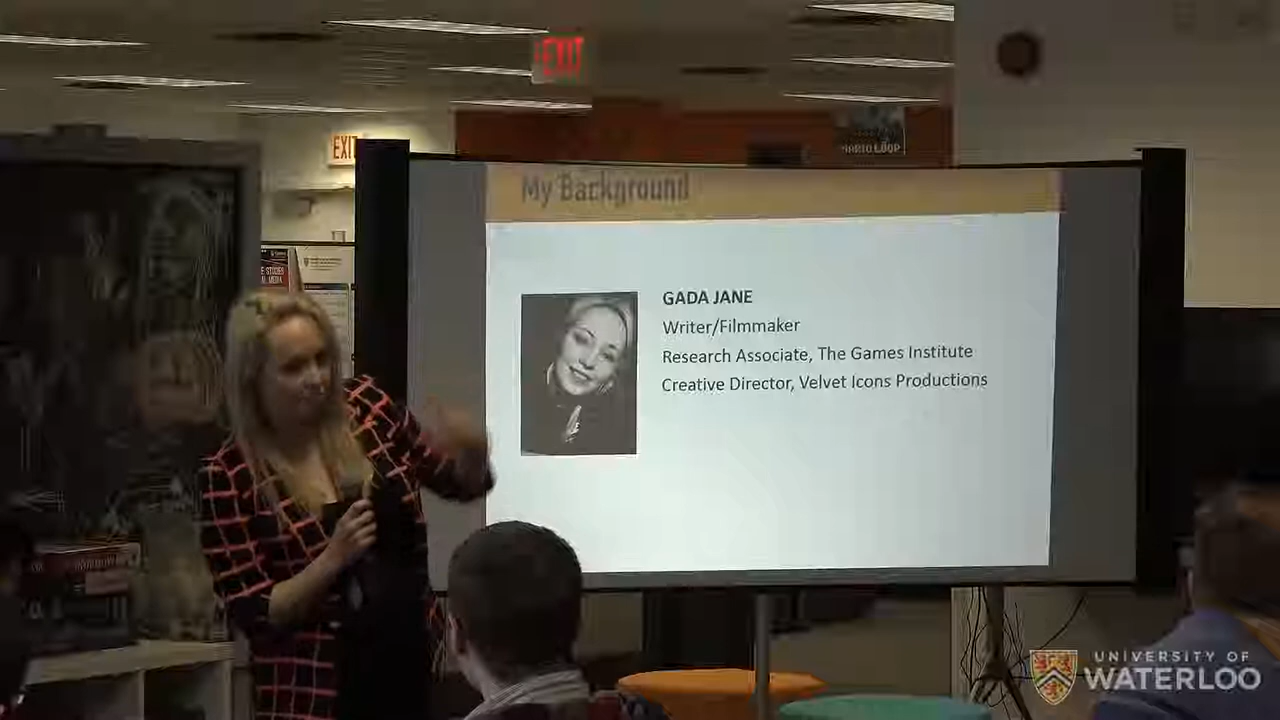 EXIT
EXIT
My Background
GADA JANE
Writer/Filmmaker
Research Associate, The Games Institute
Creative Director, Velvet Icons Productions
UNIVERSITY OF
WATERLOO